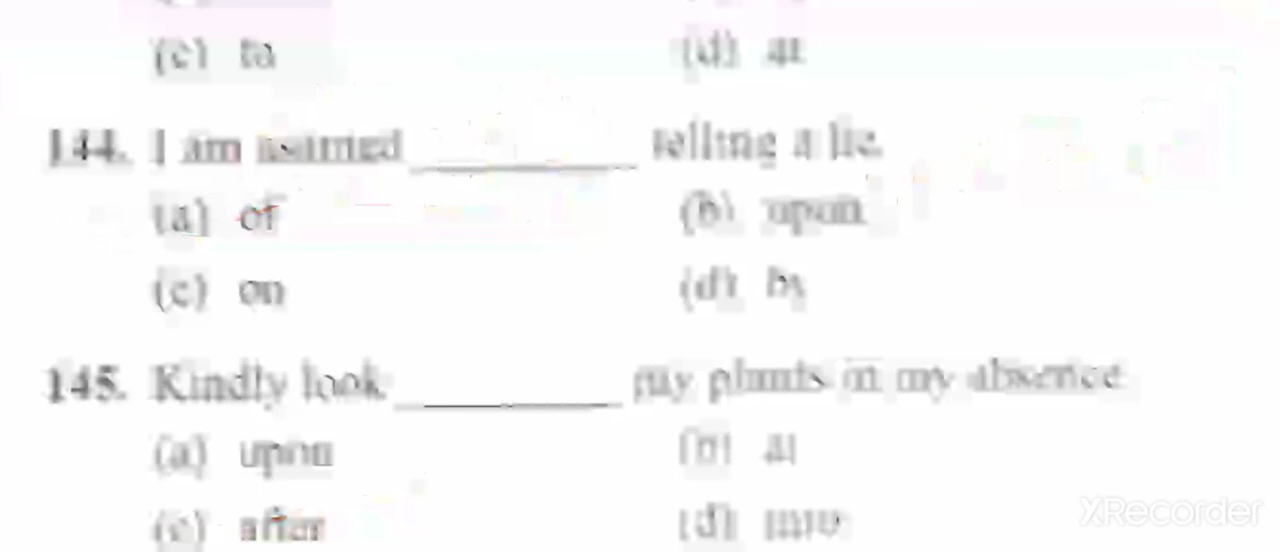 (c) to (d) at
144. I am asamed ________ telling a lie.
(a) of (b) upon
(c) on (d) by
145. Kindly look ________ my plants in my absence
(a) upon (b) at
(c) after (d) into
XRecorder